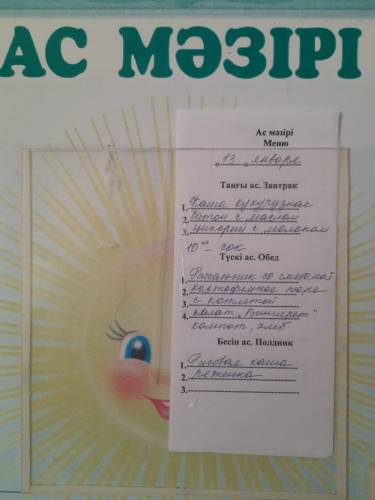 АС МӘЗІРІ
Ас мәзірі
Меню
"13" января
Таңғы ас. Завтрак
1. Каша кукурузная
2. Батон с маслом
3. Цикорий с молоком
10⁰⁰ - сок
Түскі ас. Обед
1. Рассольник со сметаной
2. картофельное пюре
3. с котлетой
4. салат "Винегрет"
компот, хлеб
Бесін ас. Полдник
1. Рисовая каша
2. Ряженка
3.